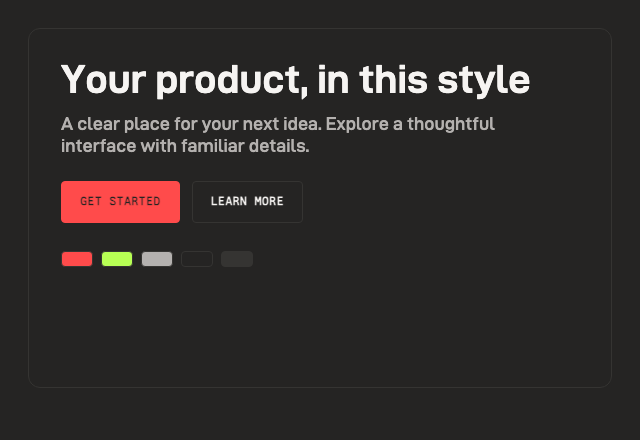 Your product, in this style
A clear place for your next idea. Explore a thoughtful
interface with familiar details.
GET STARTED
LEARN MORE